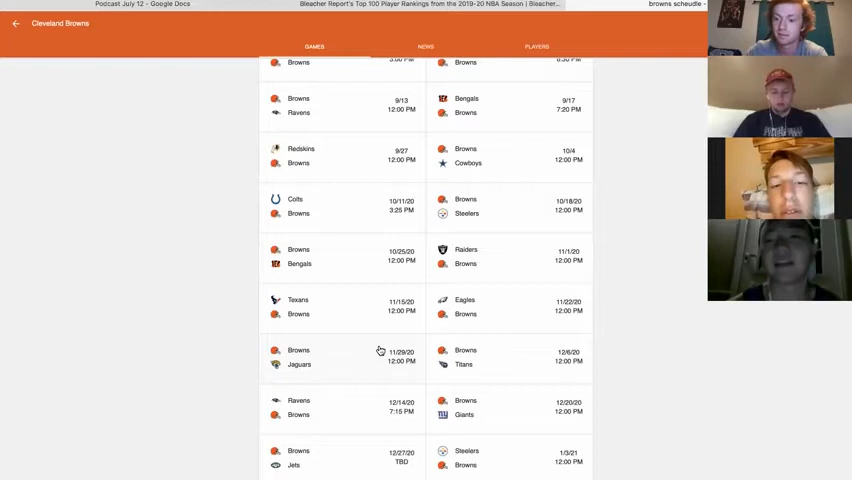 Podcast July 12 - Google Docs
Bleacher Report's Top 100 Player Rankings from the 2019-20 NBA Season | Bleacher...
browns scheudle -
Cleveland Browns
GAMES
NEWS
PLAYERS
Browns
3:00 PM
Browns
6:30 PM
Browns
Ravens
9/13
12:00 PM
Bengals
Browns
9/17
7:20 PM
Redskins
Browns
9/27
12:00 PM
Browns
Cowboys
10/4
12:00 PM
Colts
Browns
10/11/20
3:25 PM
Browns
Steelers
10/18/20
12:00 PM
Browns
Bengals
10/25/20
12:00 PM
Raiders
Browns
11/1/20
12:00 PM
Texans
Browns
11/15/20
12:00 PM
Eagles
Browns
11/22/20
12:00 PM
Browns
Jaguars
11/29/20
12:00 PM
Browns
Titans
12/6/20
12:00 PM
Ravens
Browns
12/14/20
7:15 PM
Browns
Giants
12/20/20
12:00 PM
Browns
Jets
12/27/20
TBD
Steelers
Browns
1/3/21
12:00 PM